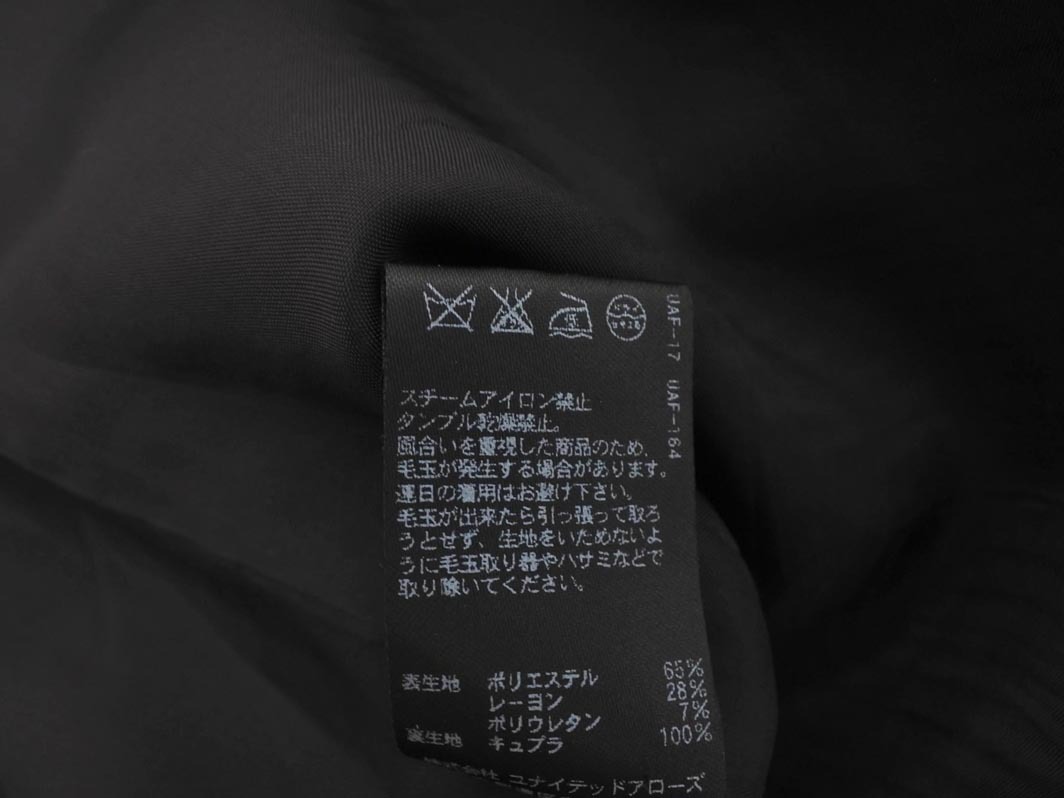 スチームアイロン禁止
タンブル乾燥禁止。
風合いを重視した商品のため、
毛玉が発生する場合があります。
連日の着用はお避け下さい。
毛玉が出来たら引っ張って取ろ
うとせず、生地をいためないよ
うに毛玉取り器やハサミなどで
取り除いてください。
表生地 ポリエステル 65%
レーヨン 28%
ポリウレタン 7%
裏生地 キュプラ 100%
株式会社 ユナイテッドアローズ
UAF-17 UAF-164